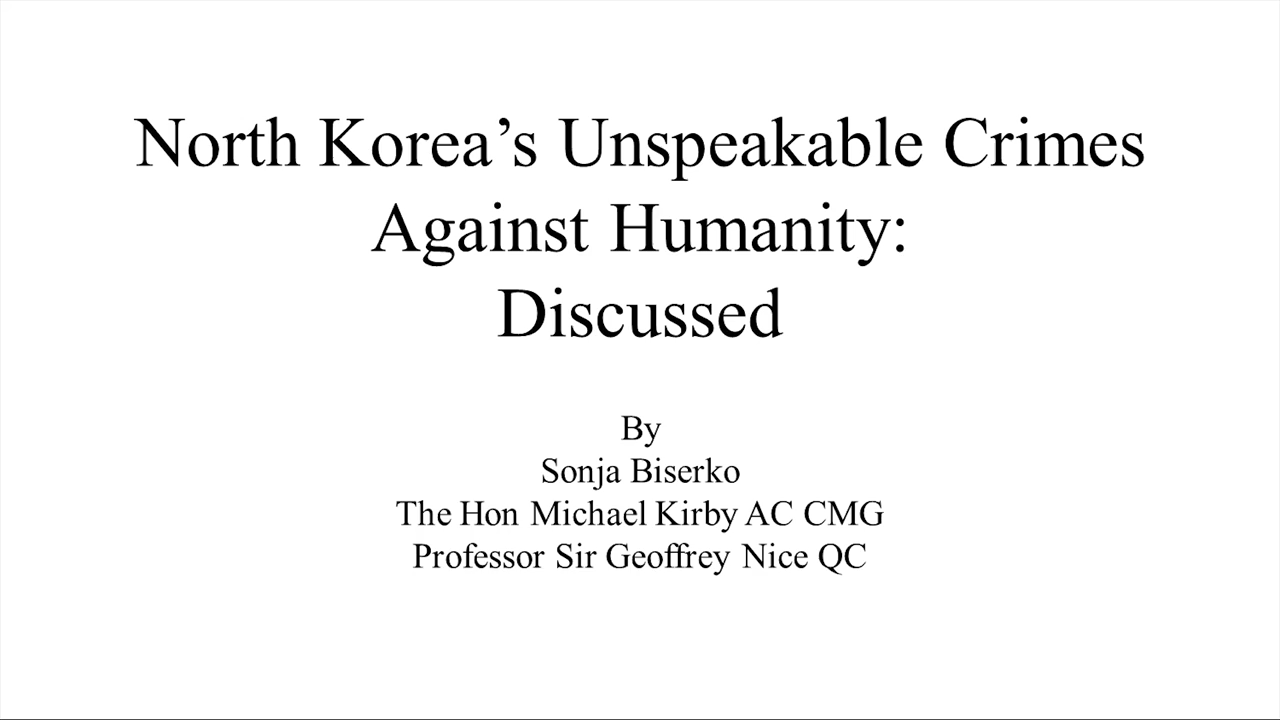 North Korea’s Unspeakable Crimes
Against Humanity:
Discussed
By
Sonja Biserko
The Hon Michael Kirby AC CMG
Professor Sir Geoffrey Nice QC